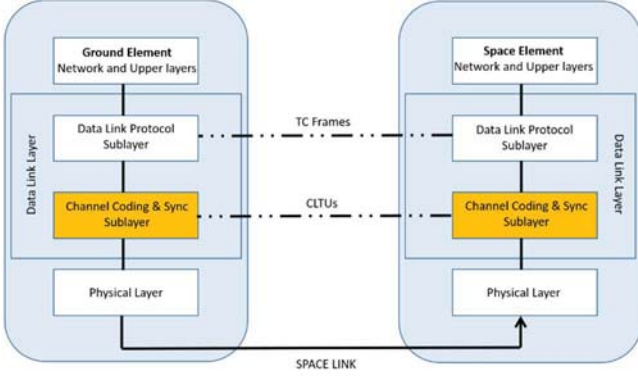 Ground Element
Network and Upper layers
Data Link Layer
Data Link Protocol
Sublayer
Channel Coding & Sync
Sublayer
Physical Layer
TC Frames
CLTUs
SPACE LINK
Space Element
Network and Upper layers
Data Link Protocol
Sublayer
Channel Coding & Sync
Sublayer
Physical Layer
Data Link Layer